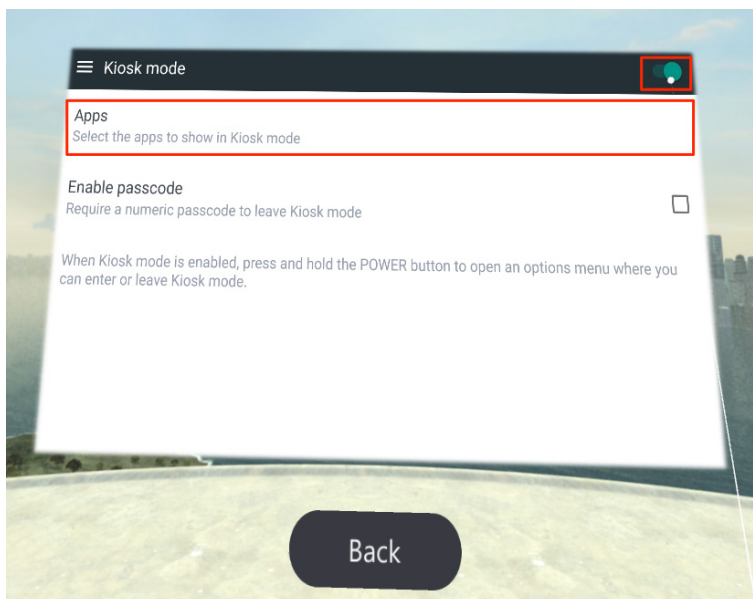 Kiosk mode
Apps
Select the apps to show in Kiosk mode
Enable passcode
Require a numeric passcode to leave Kiosk mode
When Kiosk mode is enabled, press and hold the POWER button to open an options menu where you
can enter or leave Kiosk mode.
Back